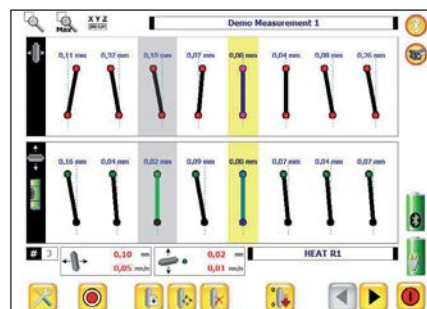 Max
X Y Z
Demo Measurement 1
0,11 mm 0,32 mm 0,10 mm 0,07 mm 0,00 mm 0,04 mm 0,08 mm 0,26 mm
0,16 mm 0,04 mm 0,02 mm 0,09 mm 0,00 mm 0,07 mm 0,04 mm 0,07 mm
# 3
0,10 mm
0,05 mm/m
0,02 mm
0,01 mm/m
HEAT R1